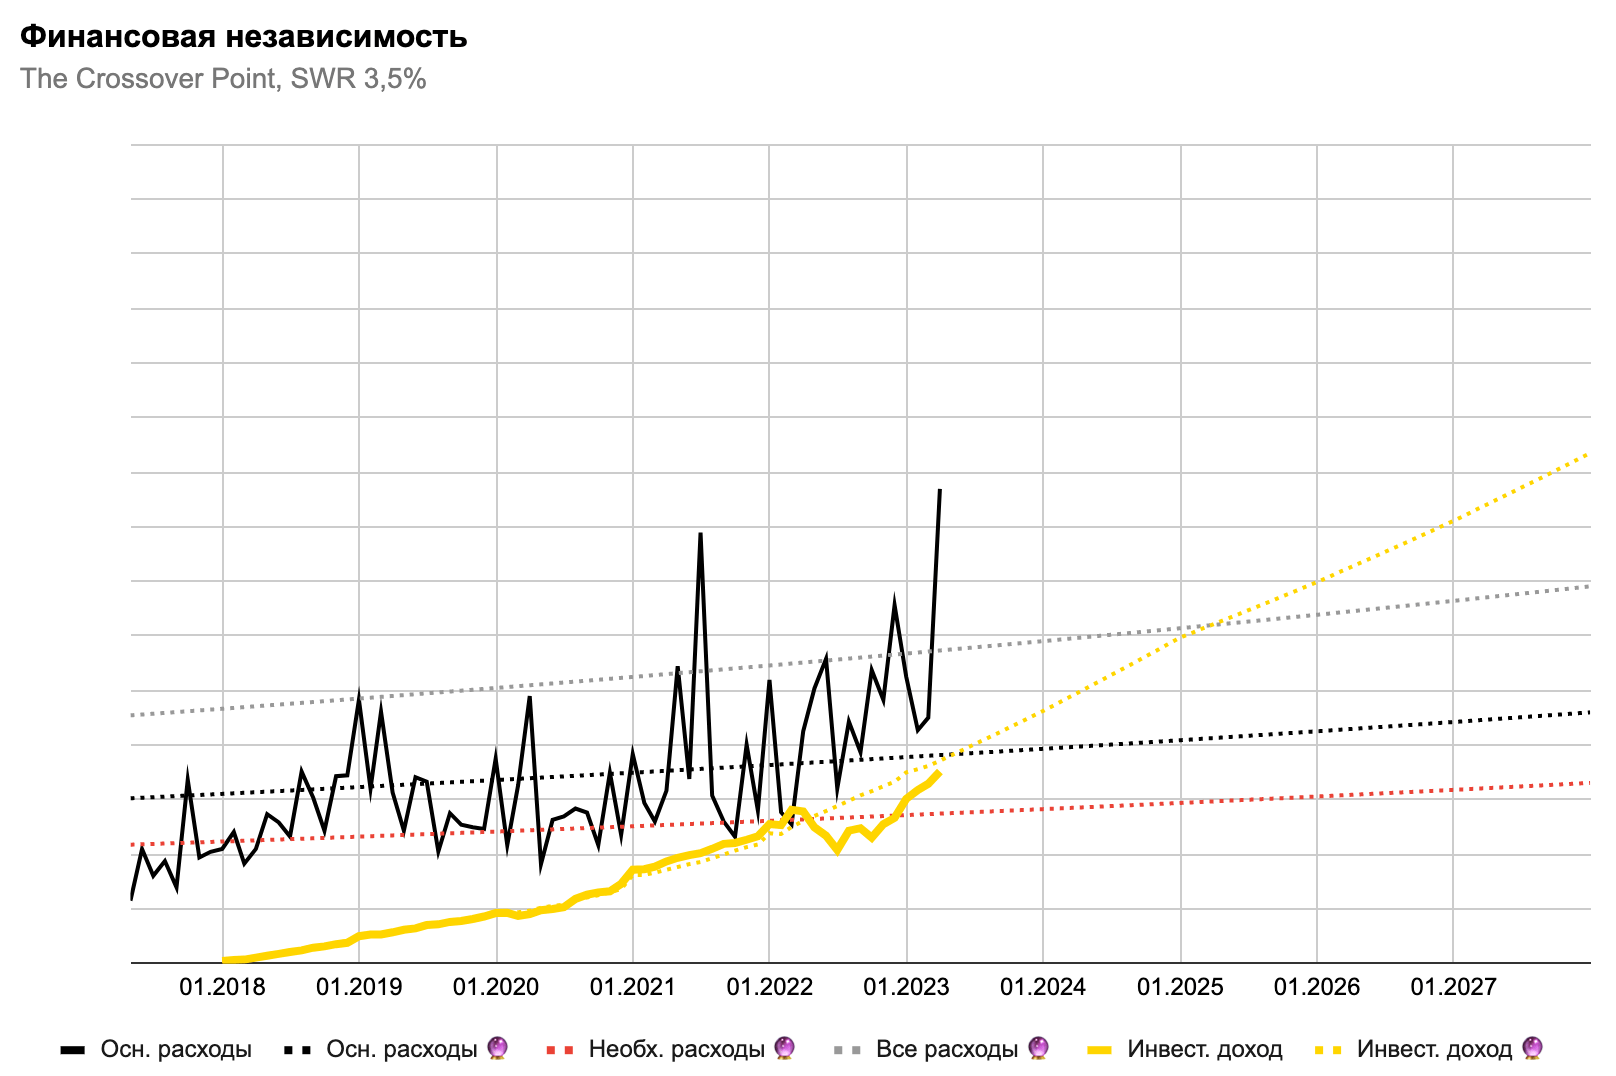 Финансовая независимость
The Crossover Point, SWR 3,5%
01.2018 01.2019 01.2020 01.2021 01.2022 01.2023 01.2024 01.2025 01.2026 01.2027
Осн. расходы Осн. расходы 🔮 Необх. расходы 🔮 Все расходы 🔮 Инвест. доход Инвест. доход 🔮